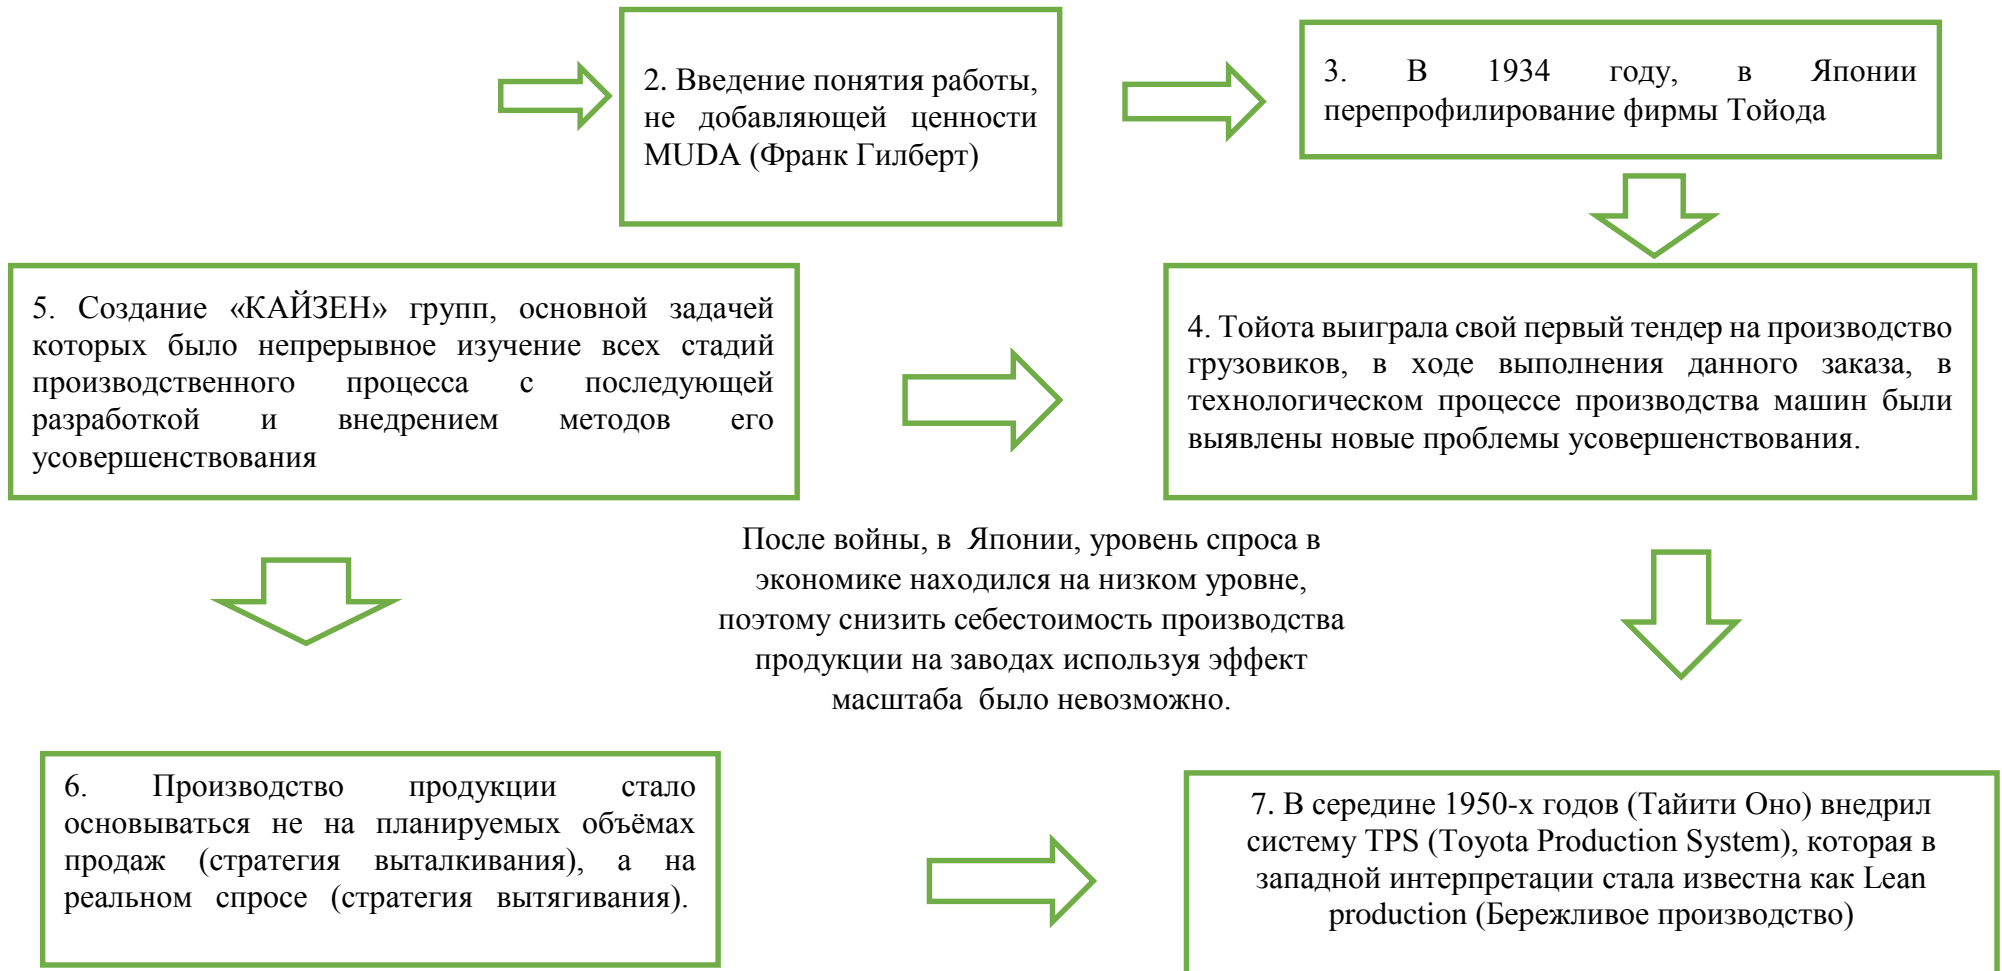 2. Введение понятия работы,
не добавляющей ценности
MUDA (Франк Гилберт)
3. В 1934 году, в Японии
перепрофилирование фирмы Тойода
5. Создание «КАЙЗЕН» групп, основной задачей
которых было непрерывное изучение всех стадий
производственного процесса с последующей
разработкой и внедрением методов его
усовершенствования
4. Тойота выиграла свой первый тендер на производство
грузовиков, в ходе выполнения данного заказа, в
технологическом процессе производства машин были
выявлены новые проблемы усовершенствования.
После войны, в Японии, уровень спроса в
экономике находился на низком уровне,
поэтому снизить себестоимость производства
продукции на заводах используя эффект
масштаба было невозможно.
6. Производство продукции стало
основываться не на планируемых объёмах
продаж (стратегия выталкивания), а на
реальном спросе (стратегия вытягивания).
7. В середине 1950-х годов (Тайити Оно) внедрил
систему TPS (Toyota Production System), которая в
западной интерпретации стала известна как Lean
production (Бережливое производство)